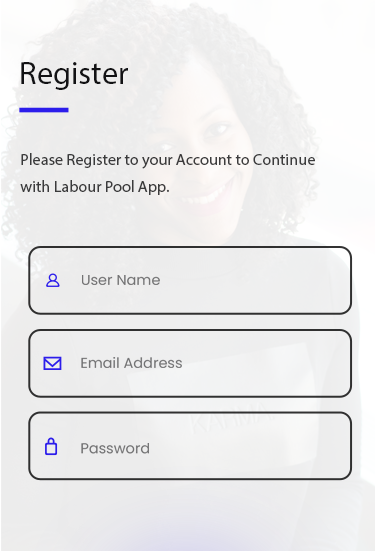 Register
Please Register to your Account to Continue
with Labour Pool App.
User Name
Email Address
Password